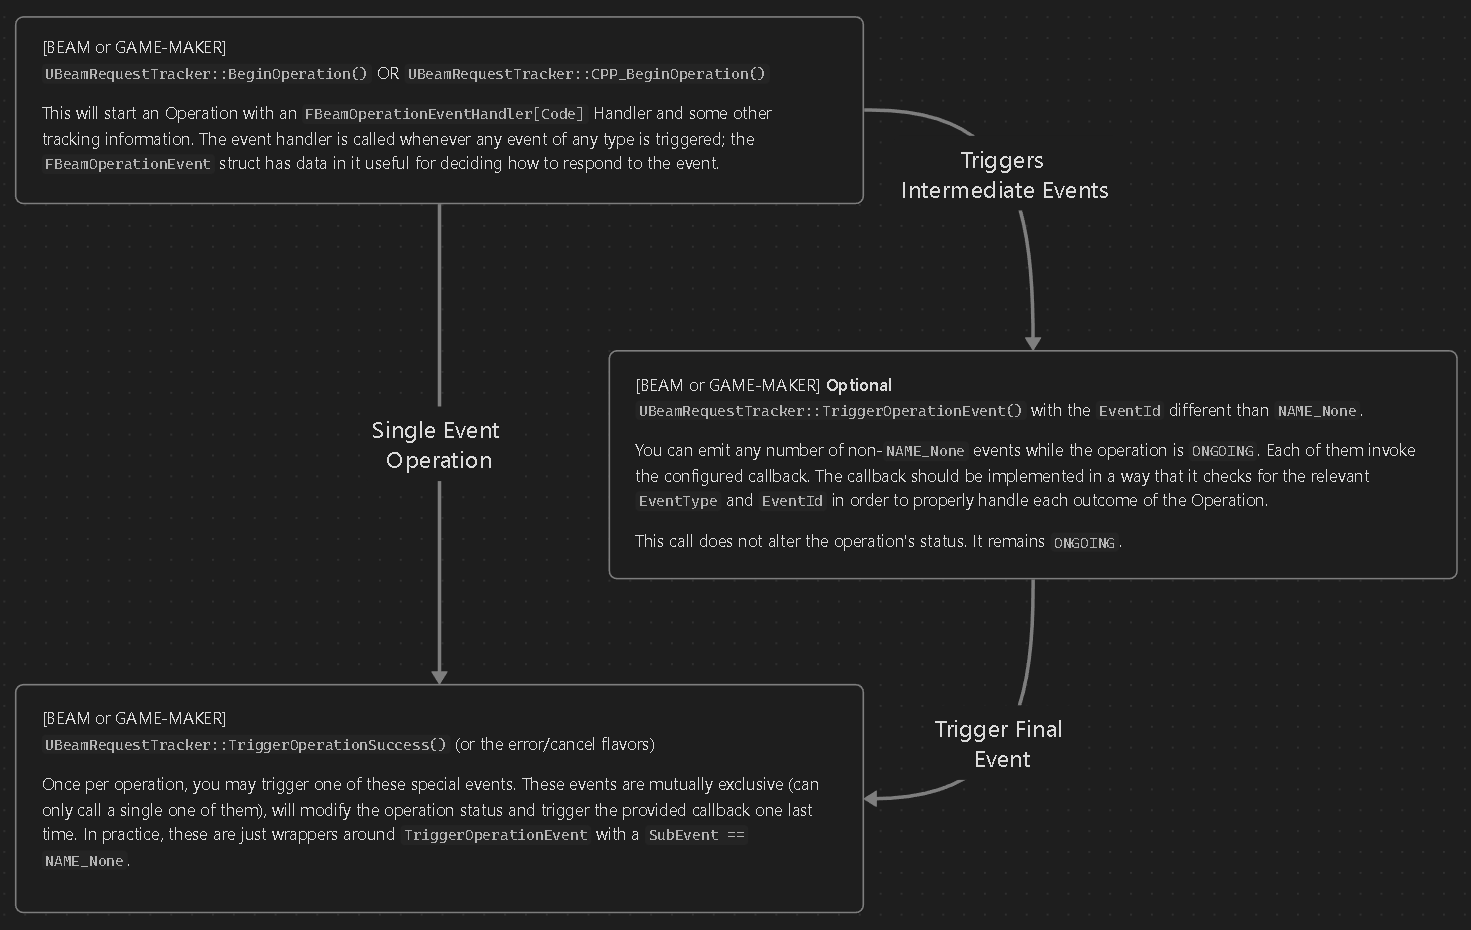 [BEAM or GAME-MAKER]
UBeamRequestTracker::BeginOperation() OR UBeamRequestTracker::CPP_BeginOperation()
This will start an Operation with an FBeamOperationEventHandler[Code] Handler and some other
tracking information. The event handler is called whenever any event of any type is triggered; the
FBeamOperationEvent struct has data in it useful for deciding how to respond to the event.
Triggers
Intermediate Events
[BEAM or GAME-MAKER] Optional
UBeamRequestTracker::TriggerOperationEvent() with the EventId different than NAME_None.
You can emit any number of non-NAME_None events while the operation is ONGOING. Each of them invoke
the configured callback. The callback should be implemented in a way that it checks for the relevant
EventType and EventId in order to properly handle each outcome of the Operation.
This call does not alter the operation's status. It remains ONGOING.
Single Event
Operation
Trigger Final
Event
[BEAM or GAME-MAKER]
UBeamRequestTracker::TriggerOperationSuccess() (or the error/cancel flavors)
Once per operation, you may trigger one of these special events. These events are mutually exclusive (can
only call a single one of them), will modify the operation status and trigger the provided callback one last
time. In practice, these are just wrappers around TriggerOperationEvent with a SubEvent ==
NAME_None.